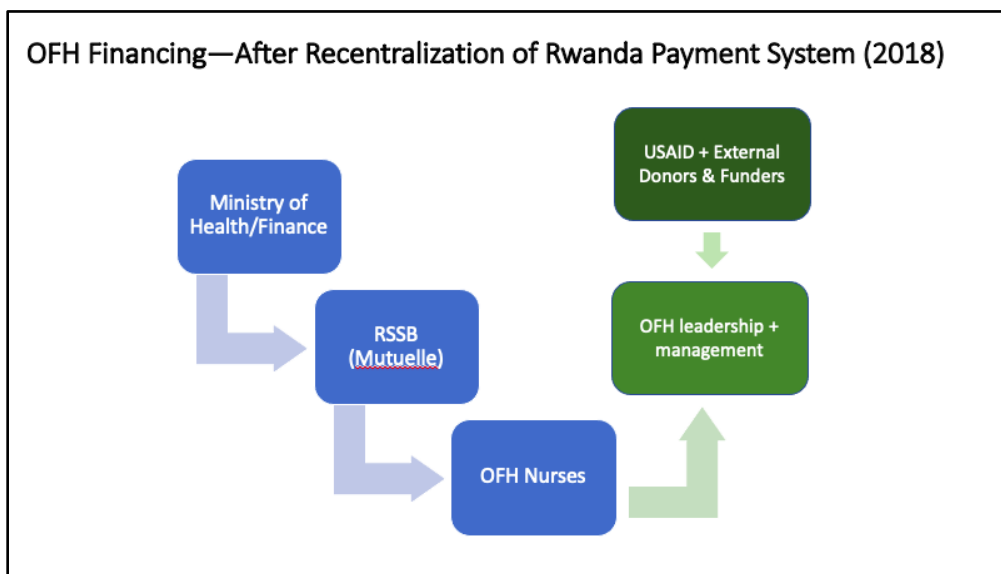 OFH Financing—After Recentralization of Rwanda Payment System (2018)
USAID + External
Donors & Funders
Ministry of
Health/Finance
RSSB
(Mutuelle)
OFH leadership +
management
OFH Nurses